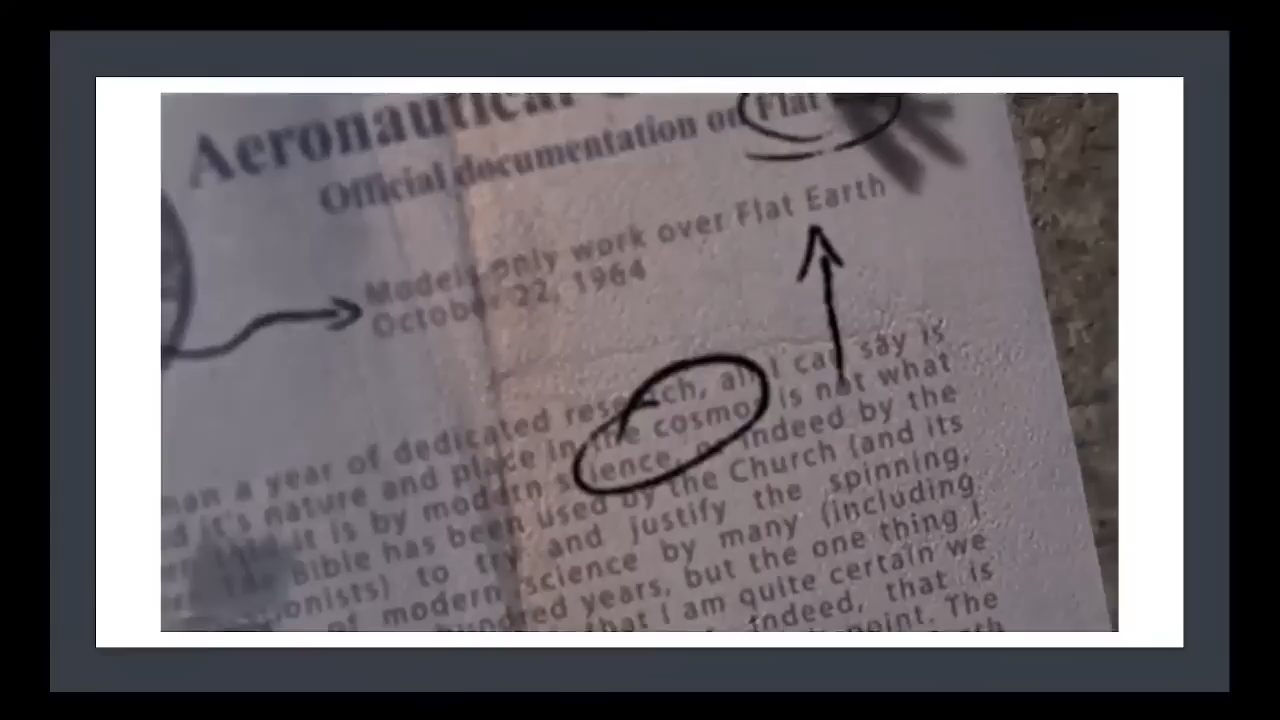 Aeronautical
Official documentation on Flat
Models only work over Flat Earth
October 22, 1964
than a year of dedicated research, all I can say is
it's nature and place in the cosmos is not what
it is by modern science, or indeed by the
Bible has been used by the Church (and its
to try and justify the spinning,
of modern science by many (including
hundred years, but the one thing I
that I am quite certain we
indeed, that is
point. The